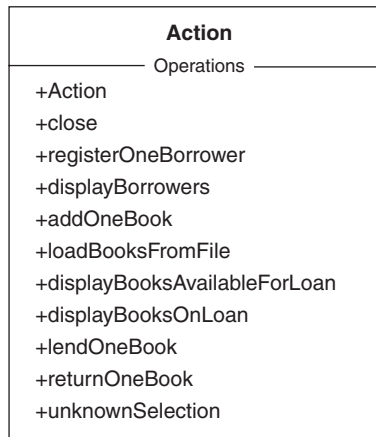 Action
Operations
+Action
+close
+registerOneBorrower
+displayBorrowers
+addOneBook
+loadBooksFromFile
+displayBooksAvailableForLoan
+displayBooksOnLoan
+lendOneBook
+returnOneBook
+unknownSelection